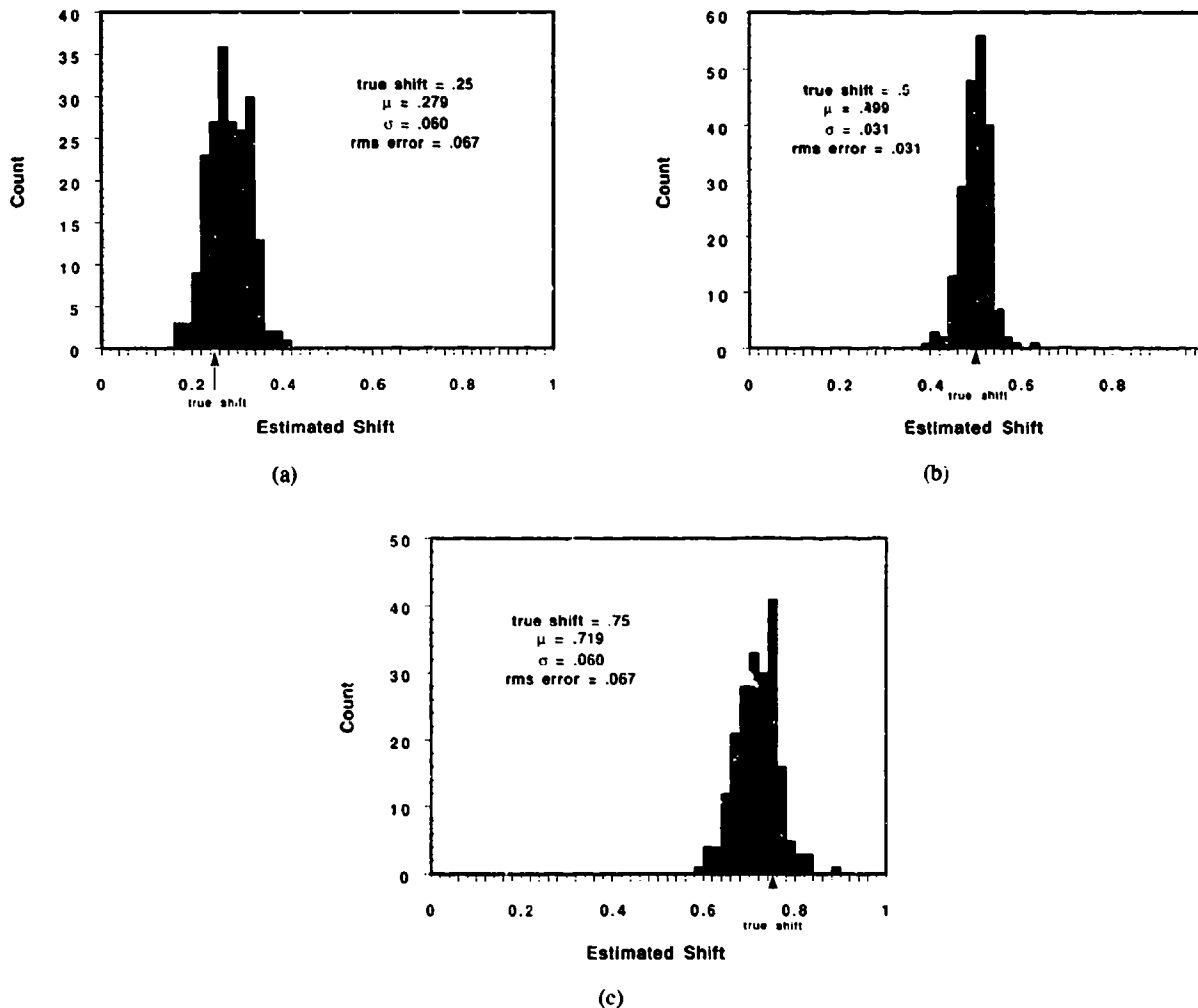 40
35
30
25
20
15
10
5
0
Count
true shift = .25
μ = .279
σ = .060
rms error = .067
0 0.2 0.4 0.6 0.8 1
true shift
Estimated Shift
(a)
60
50
40
30
20
10
0
Count
true shift = .5
μ = .499
σ = .031
rms error = .031
0 0.2 0.4 0.6 0.8
true shift
Estimated Shift
(b)
50
40
30
20
10
0
Count
true shift = .75
μ = .719
σ = .060
rms error = .067
0 0.2 0.4 0.6 0.8 1
true shift
Estimated Shift
(c)